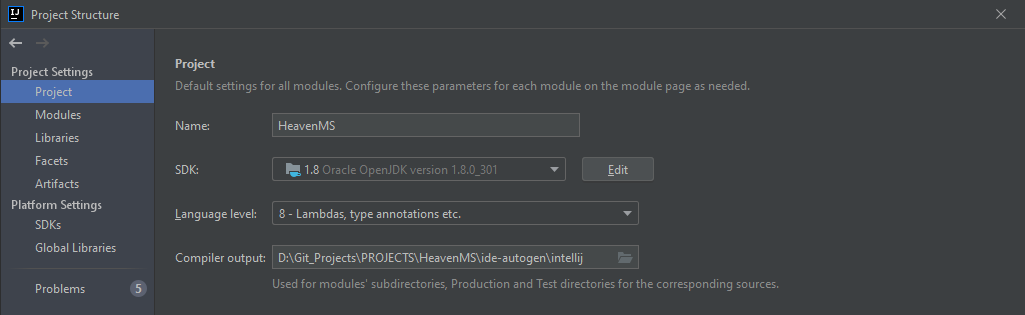 IJ
Project Structure
Project Settings
Project
Modules
Libraries
Facets
Artifacts
Platform Settings
SDKs
Global Libraries
Problems 5
Project
Default settings for all modules. Configure these parameters for each module on the module page as needed.
Name: HeavenMS
SDK: 1.8 Oracle OpenJDK version 1.8.0_301 Edit
Language level: 8 - Lambdas, type annotations etc.
Compiler output: D:\Git_Projects\PROJECTS\HeavenMS\ide-autogen\intellij
Used for modules' subdirectories, Production and Test directories for the corresponding sources.